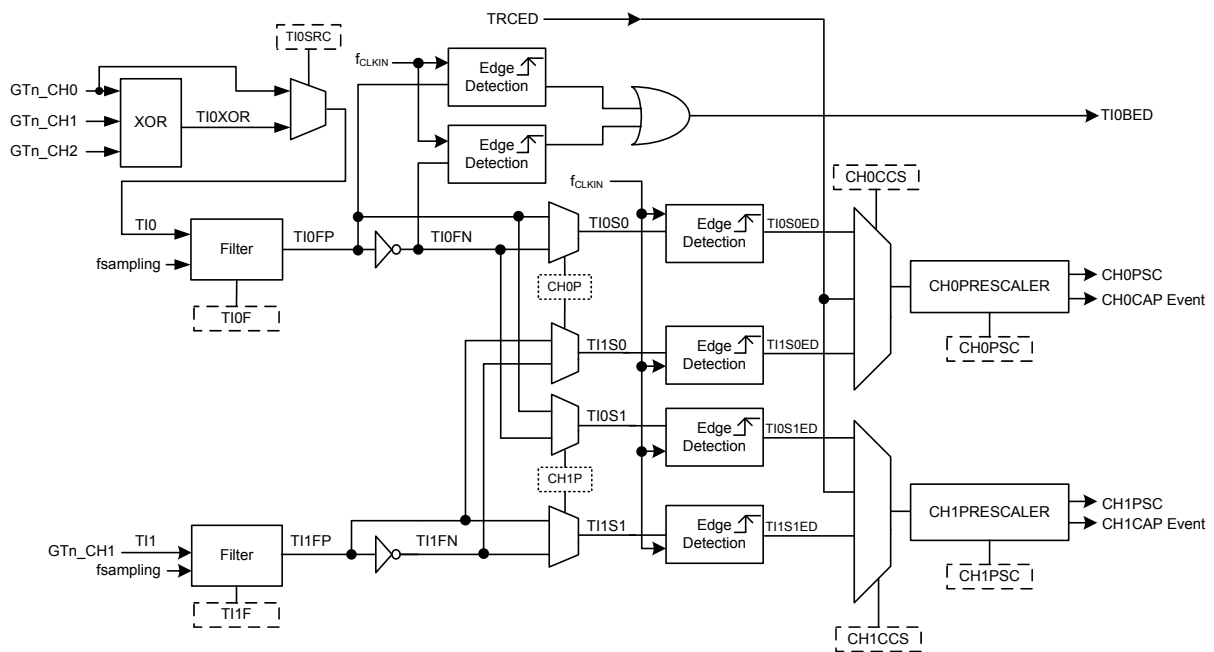 TRCED
TI0SRC
fCLKIN
Edge
Detection
GTn_CH0
GTn_CH1
GTn_CH2
XOR
TI0XOR
TI0BED
Edge
Detection
fCLKIN
CH0CCS
TI0
Filter
fsampling
TI0FP
TI0FN
TI0S0
Edge
Detection
TI0S0ED
TI0F
CH0P
CH0PRESCALER
CH0PSC
CH0CAP Event
TI1S0
Edge
Detection
TI1S0ED
CH0PSC
TI0S1
Edge
Detection
TI0S1ED
CH1P
CH1PRESCALER
CH1PSC
CH1CAP Event
GTn_CH1
TI1
fsampling
Filter
TI1FP
TI1FN
TI1S1
Edge
Detection
TI1S1ED
CH1PSC
TI1F
CH1CCS